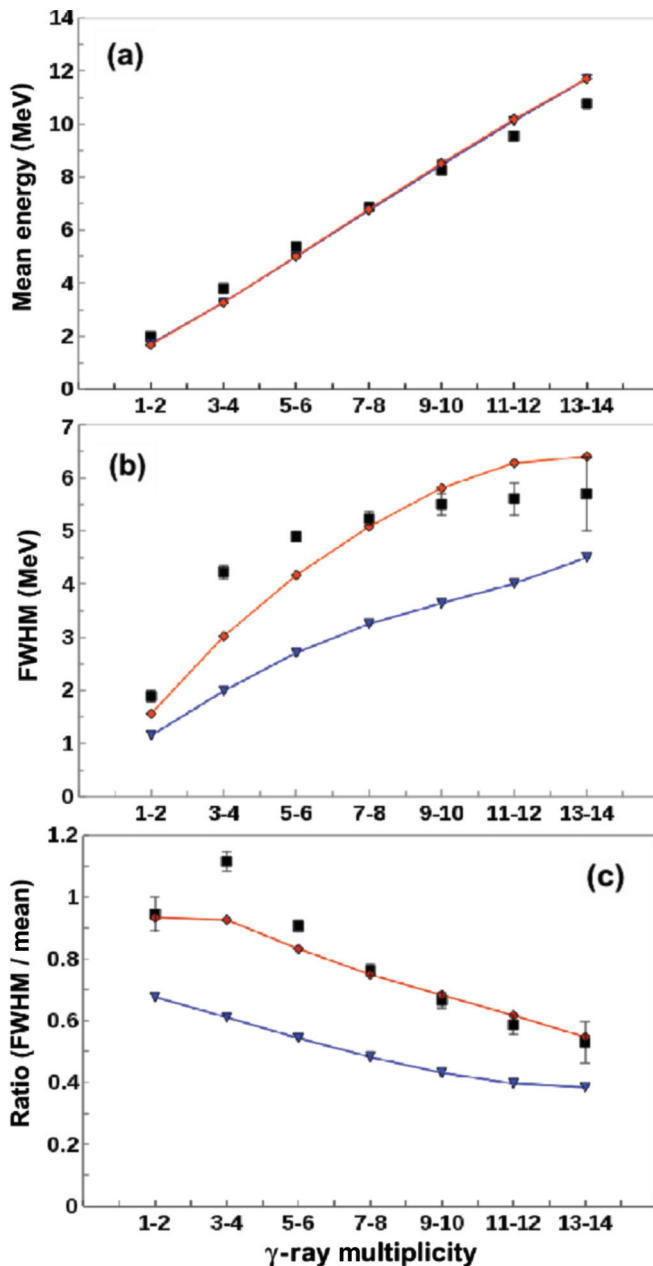 (a)
Mean energy (MeV)
14
12
10
8
6
4
2
0
1-2 3-4 5-6 7-8 9-10 11-12 13-14
(b)
FWHM (MeV)
7
6
5
4
3
2
1
0
1-2 3-4 5-6 7-8 9-10 11-12 13-14
(c)
Ratio (FWHM / mean)
1.2
1
0.8
0.6
0.4
0.2
0
1-2 3-4 5-6 7-8 9-10 11-12 13-14
γ-ray multiplicity